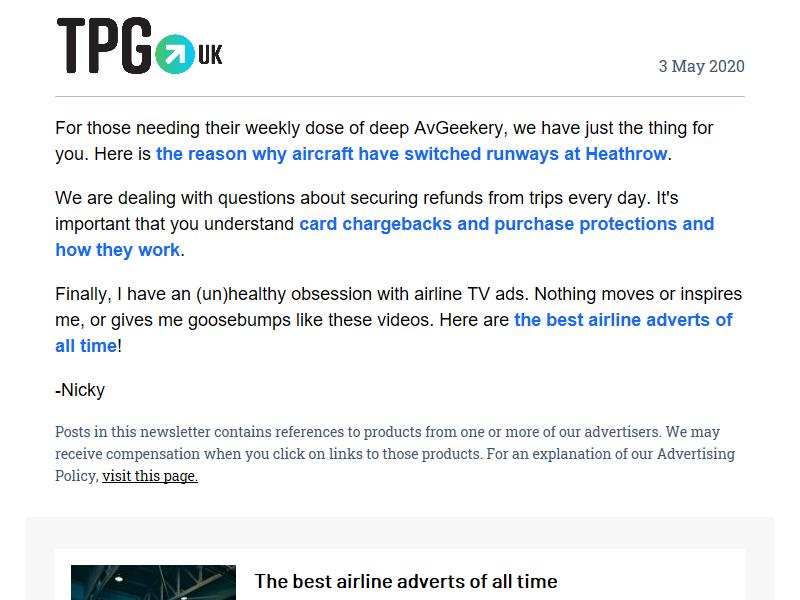 TPG UK
3 May 2020
For those needing their weekly dose of deep AvGeekery, we have just the thing for
you. Here is the reason why aircraft have switched runways at Heathrow.
We are dealing with questions about securing refunds from trips every day. It's
important that you understand card chargebacks and purchase protections and
how they work.
Finally, I have an (un)healthy obsession with airline TV ads. Nothing moves or inspires
me, or gives me goosebumps like these videos. Here are the best airline adverts of
all time!
-Nicky
Posts in this newsletter contains references to products from one or more of our advertisers. We may
receive compensation when you click on links to those products. For an explanation of our Advertising
Policy, visit this page.
The best airline adverts of all time